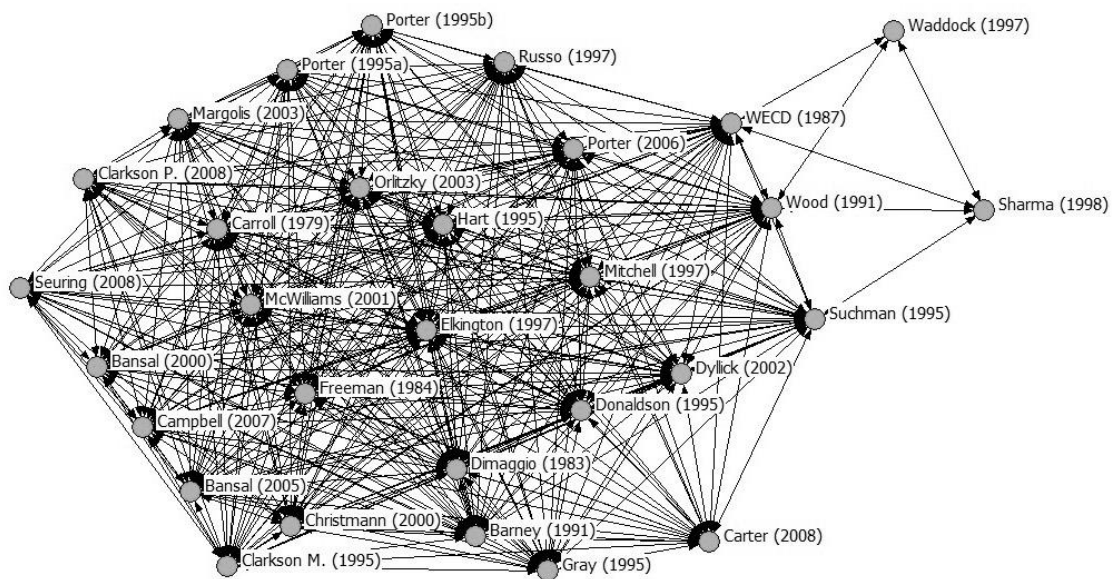 Porter (1995b)
Waddock (1997)
Russo (1997)
Porter (1995a)
Margolis (2003)
WECD (1987)
Porter (2006)
Clarkson P. (2008)
Orlitzky (2003)
Wood (1991)
Sharma (1998)
Hart (1995)
Carroll (1979)
Mitchell (1997)
Seuring (2008)
McWilliams (2001)
Suchman (1995)
Elkington (1997)
Bansal (2000)
Dyllick (2002)
Freeman (1984)
Donaldson (1995)
Campbell (2007)
Dimaggio (1983)
Bansal (2005)
Christmann (2000)
Barney (1991)
Carter (2008)
Clarkson M. (1995)
Gray (1995)